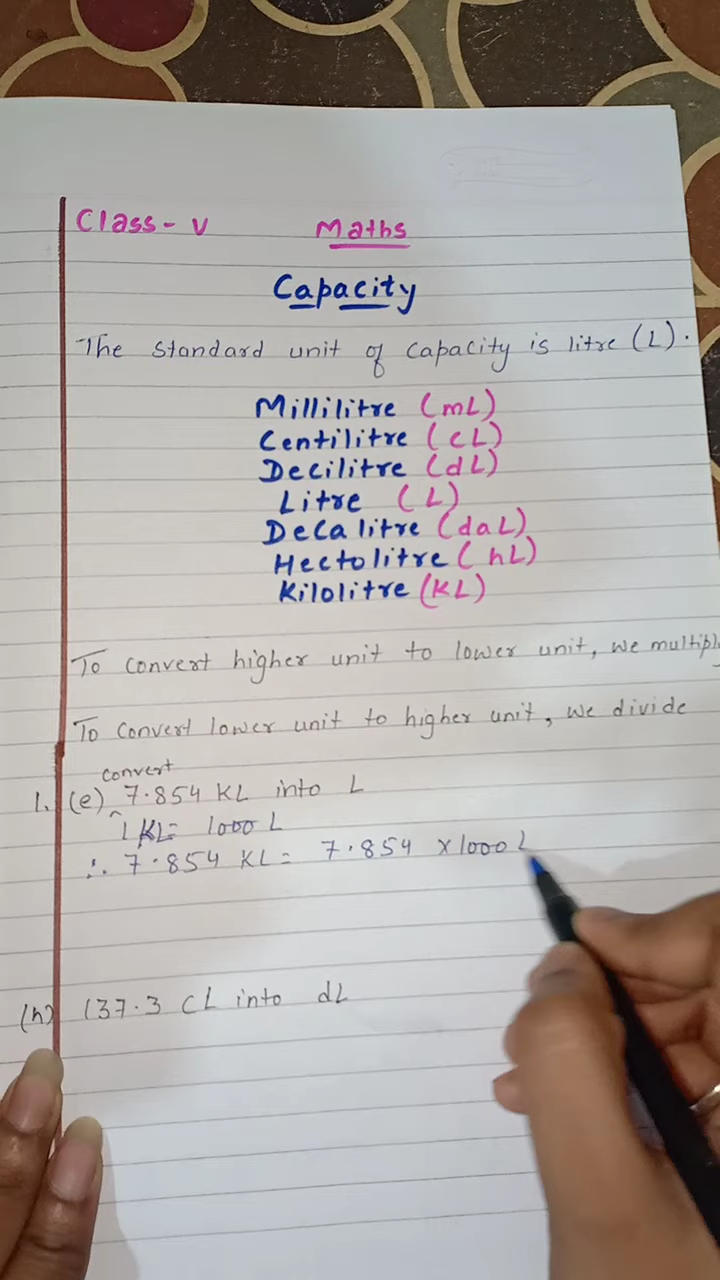 Class - V Maths
Capacity
The standard unit of capacity is litre (L).
Millilitre (mL)
Centilitre (cL)
Decilitre (dL)
Litre (L)
Decalitre (daL)
Hectolitre (hL)
Kilolitre (KL)
To convert higher unit to lower unit, we multiply
To convert lower unit to higher unit, we divide
convert
1. (e) ^ 7.854 KL into L
1 KL = 1000 L
∴ 7.854 KL = 7.854 × 1000 L
(h) 137.3 CL into dL